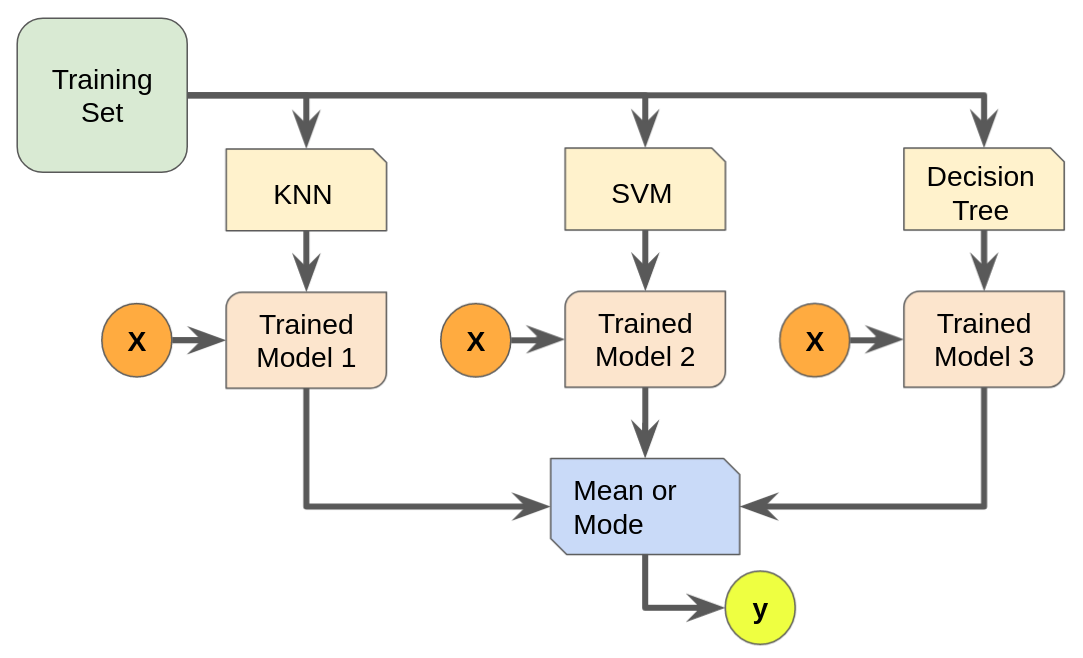 Training
Set
KNN
SVM
Decision
Tree
X
Trained
Model 1
X
Trained
Model 2
X
Trained
Model 3
Mean or
Mode
y